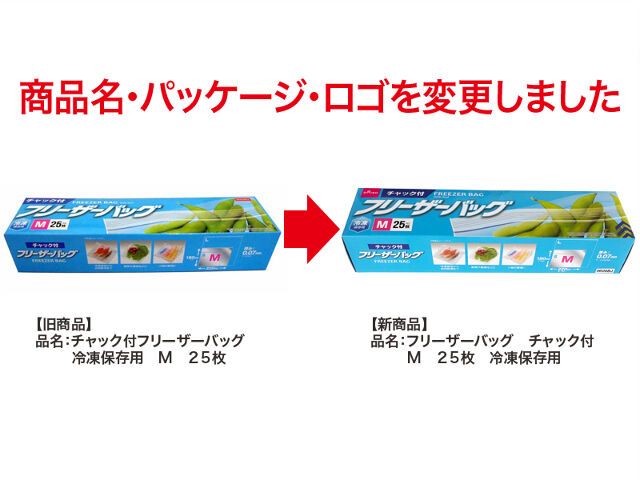 商品名・パッケージ・ロゴを変更しました
チャック付
FREEZER BAG
フリーザーバッグ
冷凍
M 25枚
チャック付
フリーザーバッグ
FREEZER BAG
M
0.07mm
チャック付
FREEZER BAG
フリーザーバッグ
冷凍
M 25枚
チャック付
フリーザーバッグ
FREEZER BAG
M
0.07mm
【旧商品】
品名：チャック付フリーザーバッグ
冷凍保存用　M　25枚
【新商品】
品名：フリーザーバッグ　チャック付
M　25枚　冷凍保存用